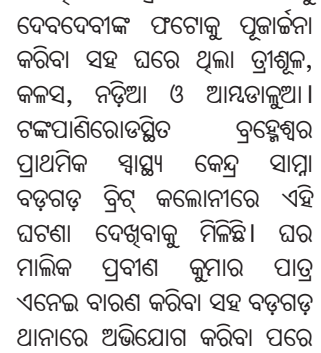 ଦେବଦେବୀଙ୍କ ଫଟୋକୁ ପୂଜାର୍ଚ୍ଚନା
କରିବା ସହ ଘରେ ଥିଲା ତ୍ରୀଶୂଳ,
କଳସ, ନଡ଼ିଆ ଓ ଆମ୍ବଡାଳୁଆ।
ଟଙ୍କପାଣିରୋଡସ୍ଥିତ ବ୍ରହ୍ମେଶ୍ୱର
ପ୍ରାଥମିକ ସ୍ୱାସ୍ଥ୍ୟ କେନ୍ଦ୍ର ସାମ୍ନା
ବଡ଼ଗଡ଼ ବ୍ରିଟ୍ କଲୋନୀରେ ଏହି
ଘଟଣା ଦେଖିବାକୁ ମିଳିଛି। ଘର
ମାଲିକ ପ୍ରବୀଣ କୁମାର ପାତ୍ର
ଏନେଇ ବାରଣ କରିବା ସହ ବଡ଼ଗଡ଼
ଥାନାରେ ଅଭିଯୋଗ କରିବା ପରେ